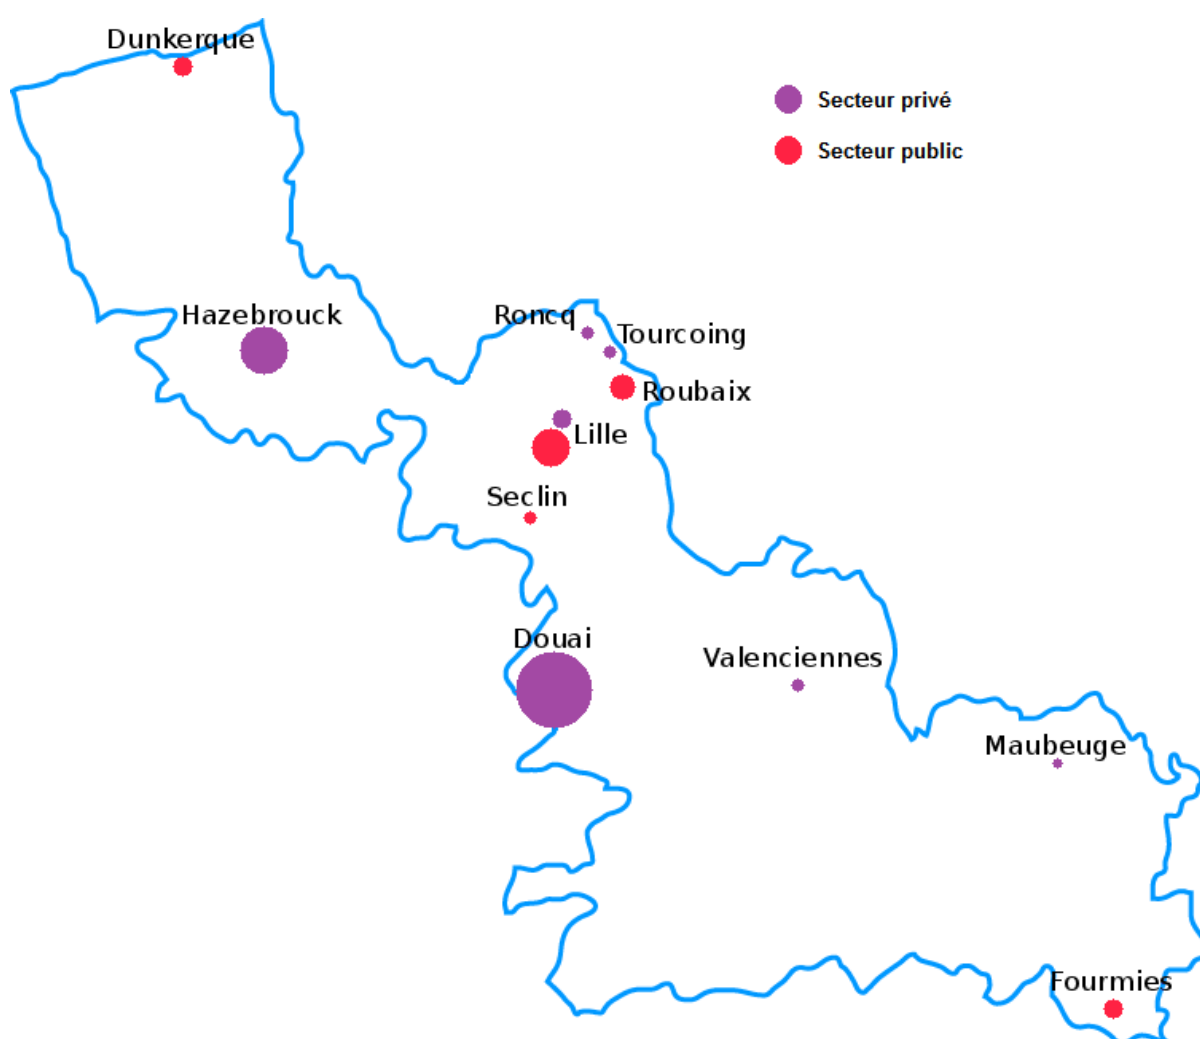 Dunkerque
Secteur privé
Secteur public
Hazebrouck
Roncq
Tourcoing
Roubaix
Lille
Seclin
Douai
Valenciennes
Maubeuge
Fourmies